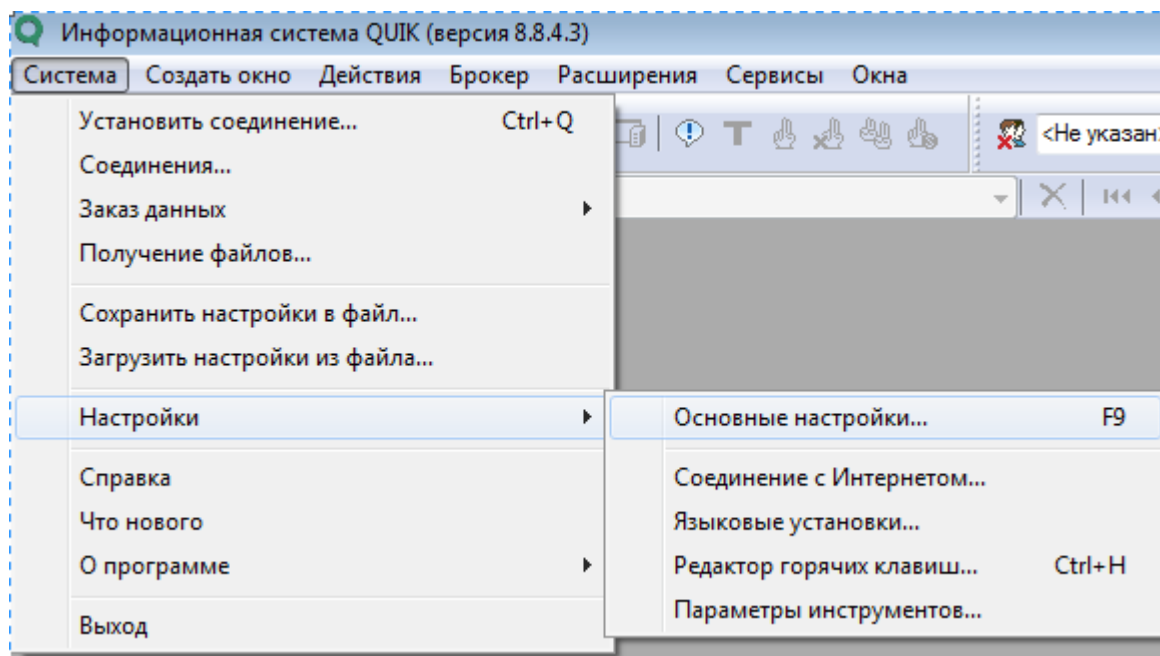 Информационная система QUIK (версия 8.8.4.3)
Система Создать окно Действия Брокер Расширения Сервисы Окна
Установить соединение... Ctrl+Q
<Не указан
Соединения...
Заказ данных
Получение файлов...
Сохранить настройки в файл...
Загрузить настройки из файла...
Настройки
Основные настройки... F9
Справка
Соединение с Интернетом...
Что нового
Языковые установки...
О программе
Редактор горячих клавиш... Ctrl+H
Параметры инструментов...
Выход